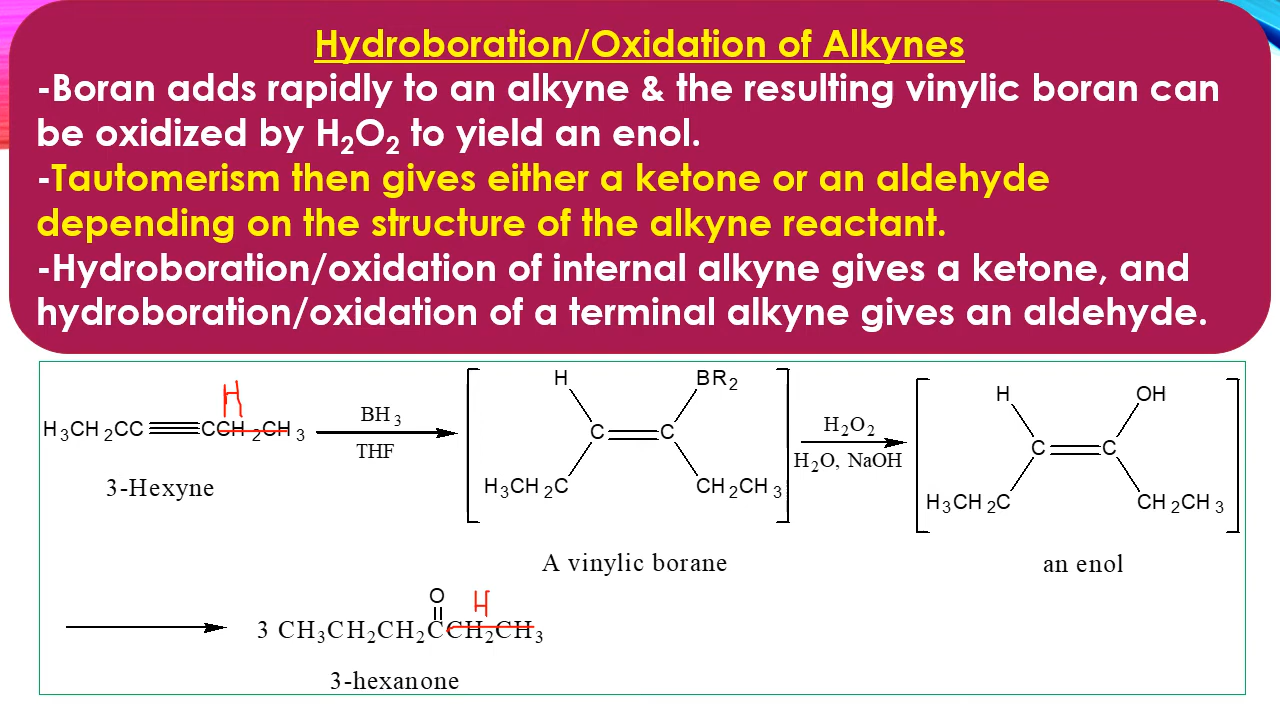 Hydroboration/Oxidation of Alkynes
-Boran adds rapidly to an alkyne & the resulting vinylic boran can
be oxidized by H₂O₂ to yield an enol.
-Tautomerism then gives either a ketone or an aldehyde
depending on the structure of the alkyne reactant.
-Hydroboration/oxidation of internal alkyne gives a ketone, and
hydroboration/oxidation of a terminal alkyne gives an aldehyde.
H
H₃CH₂CC≡CCH₂CH₃
3-Hexyne
BH₃
THF
H BR₂
C=C
H₃CH₂C CH₂CH₃
A vinylic borane
H₂O₂
H₂O, NaOH
H OH
C=C
H₃CH₂C CH₂CH₃
an enol
O H
3 CH₃CH₂CH₂CCH₂CH₃
3-hexanone